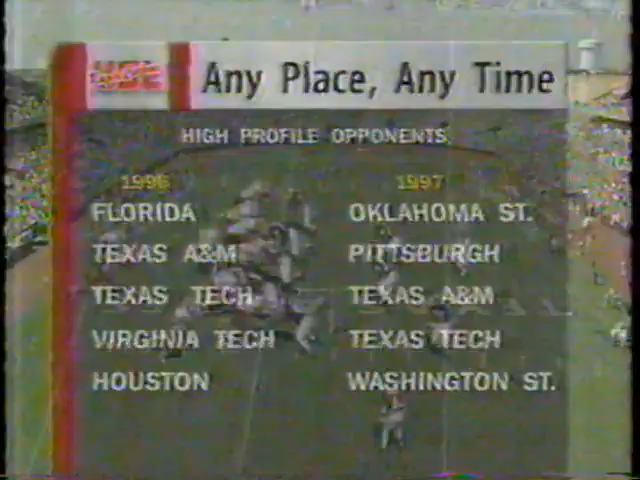 Any Place, Any Time
HIGH PROFILE OPPONENTS
1996
FLORIDA
TEXAS A&M
TEXAS TECH
VIRGINIA TECH
HOUSTON
1997
OKLAHOMA ST.
PITTSBURGH
TEXAS A&M
TEXAS TECH
WASHINGTON ST.